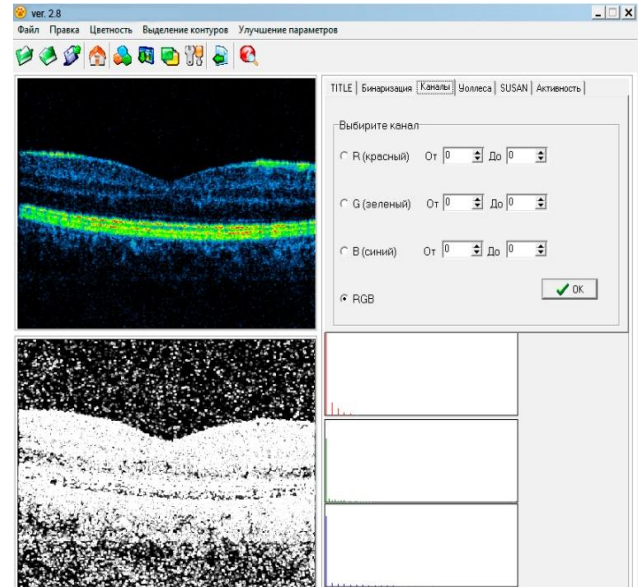 ver. 2.8
Файл Правка Цветность Выделение контуров Улучшение параметров
TITLE Бинаризация Каналы Уоллеса SUSAN Активность
Выбирите канал
R (красный) От 0 До 0
G (зеленый) От 0 До 0
B (синий) От 0 До 0
RGB
OK